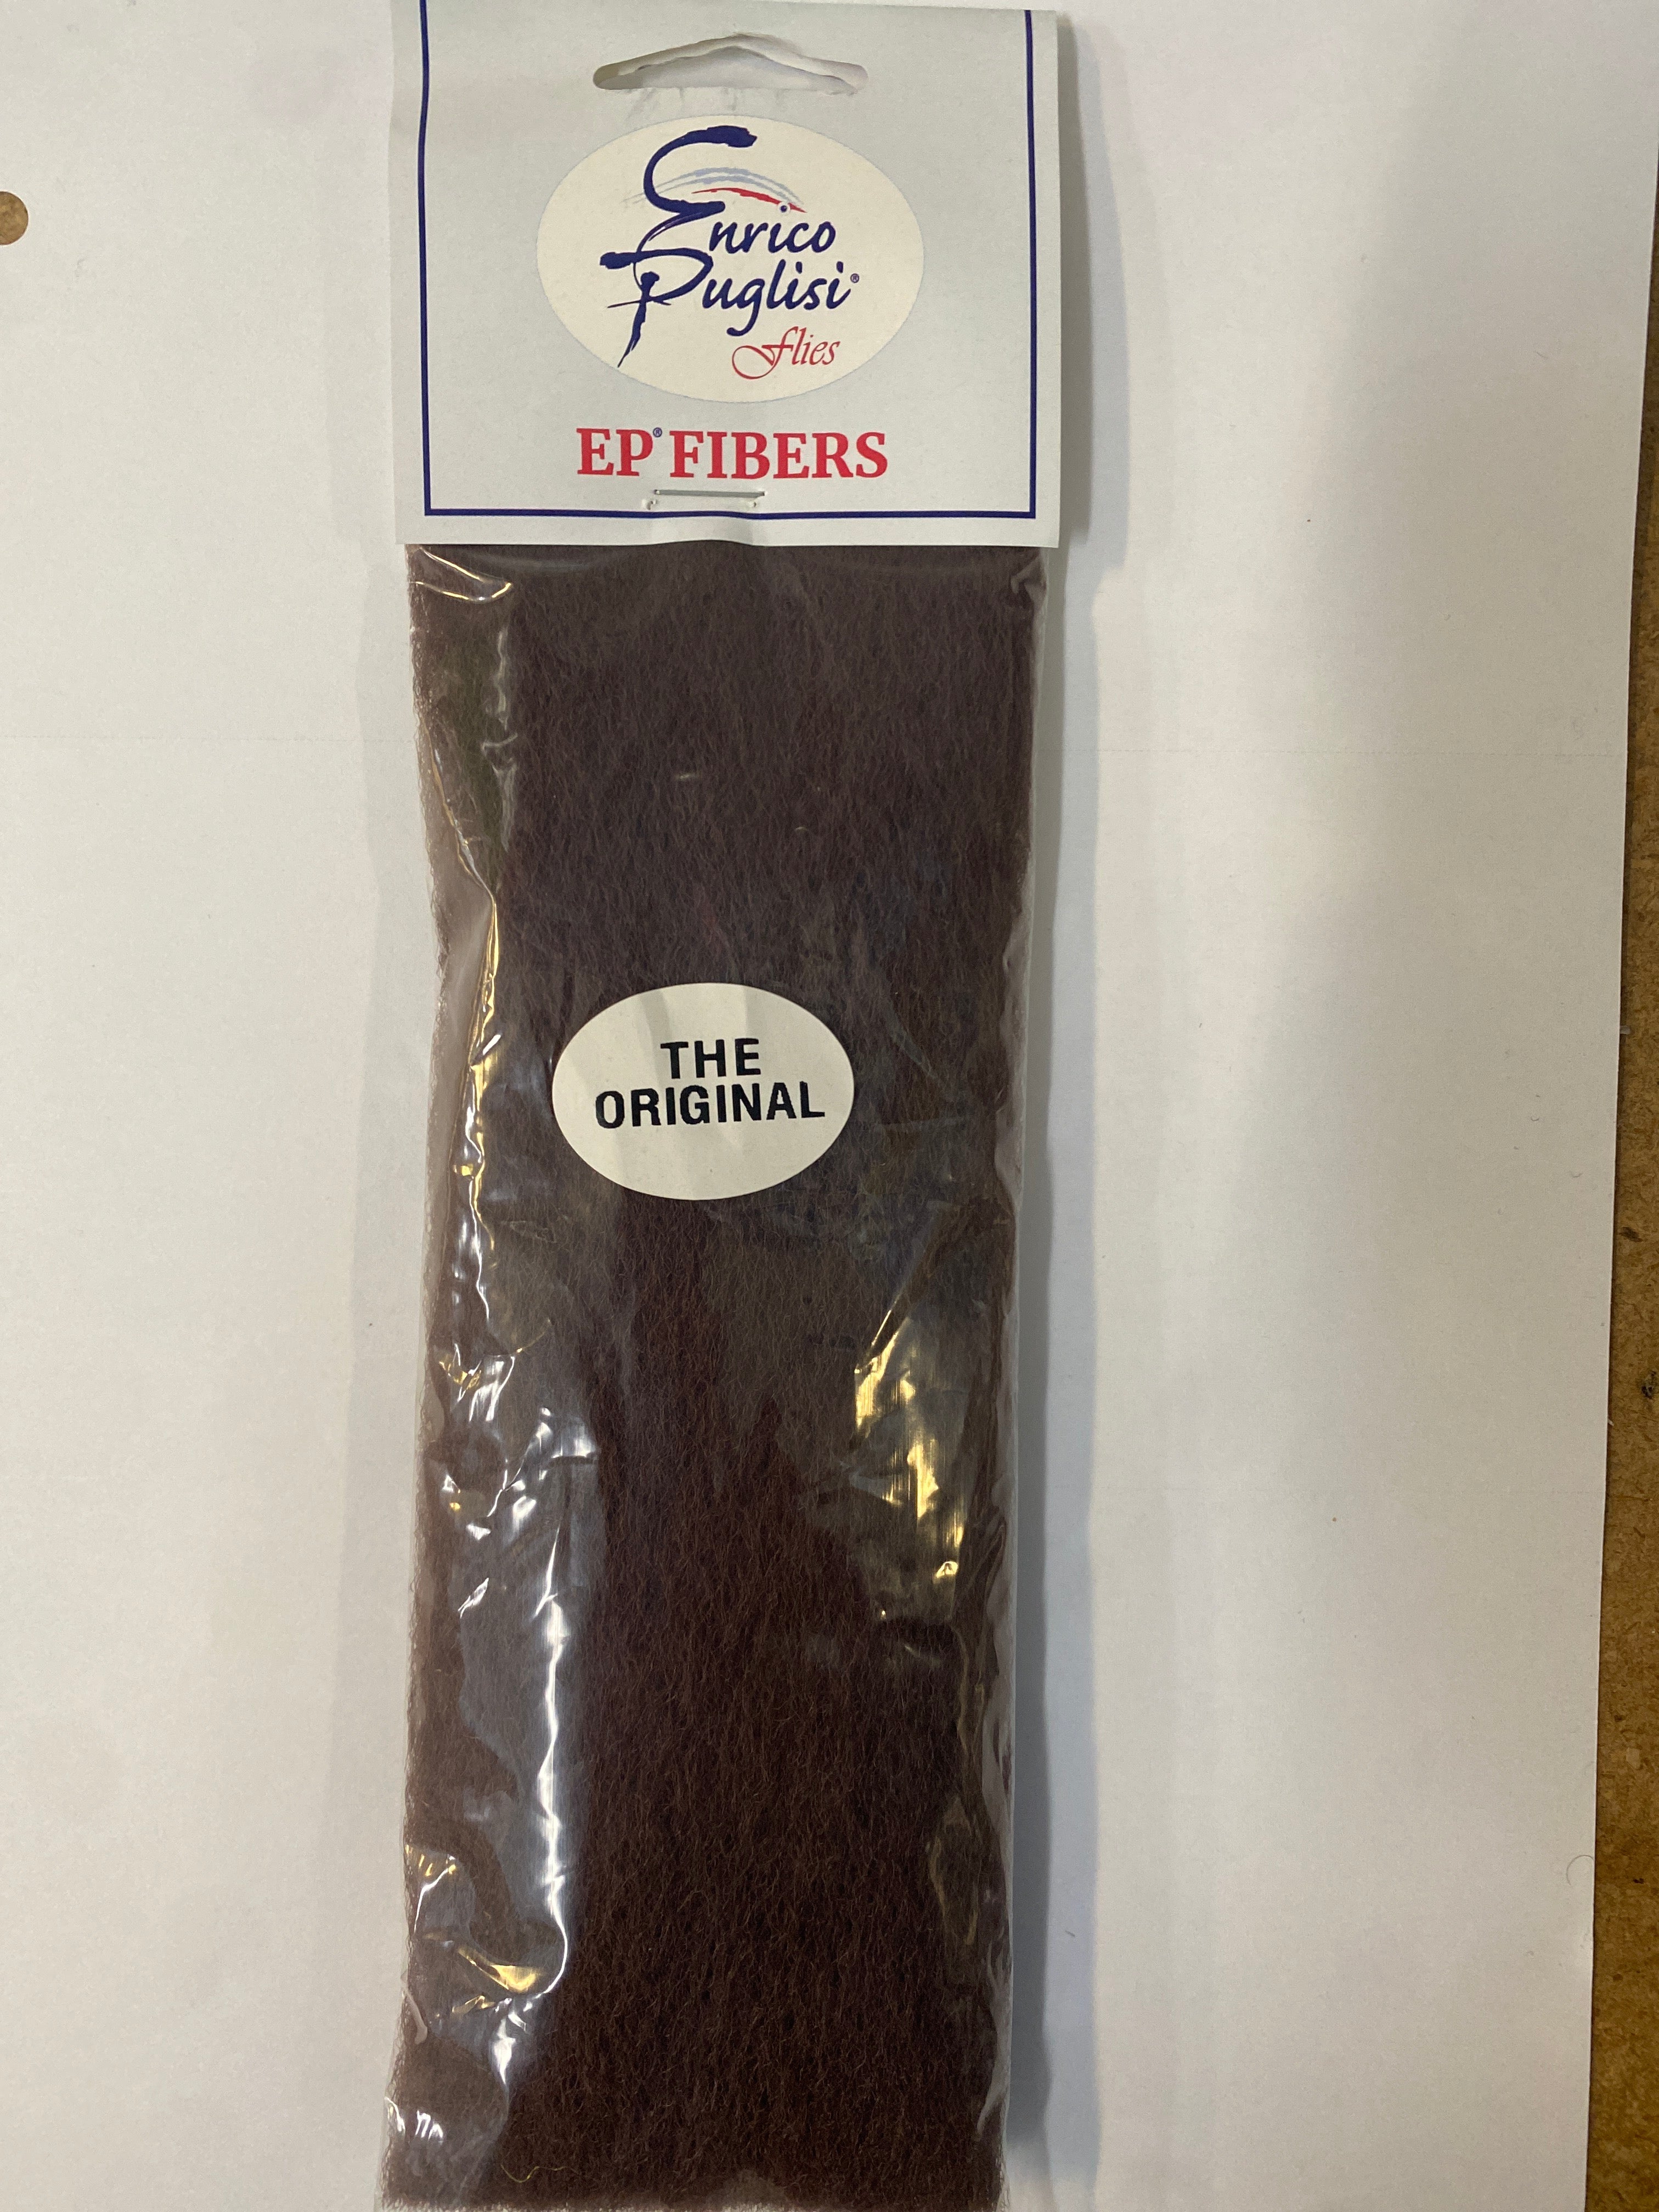 Enrico
Puglisi®
flies
EP® FIBERS
THE
ORIGINAL